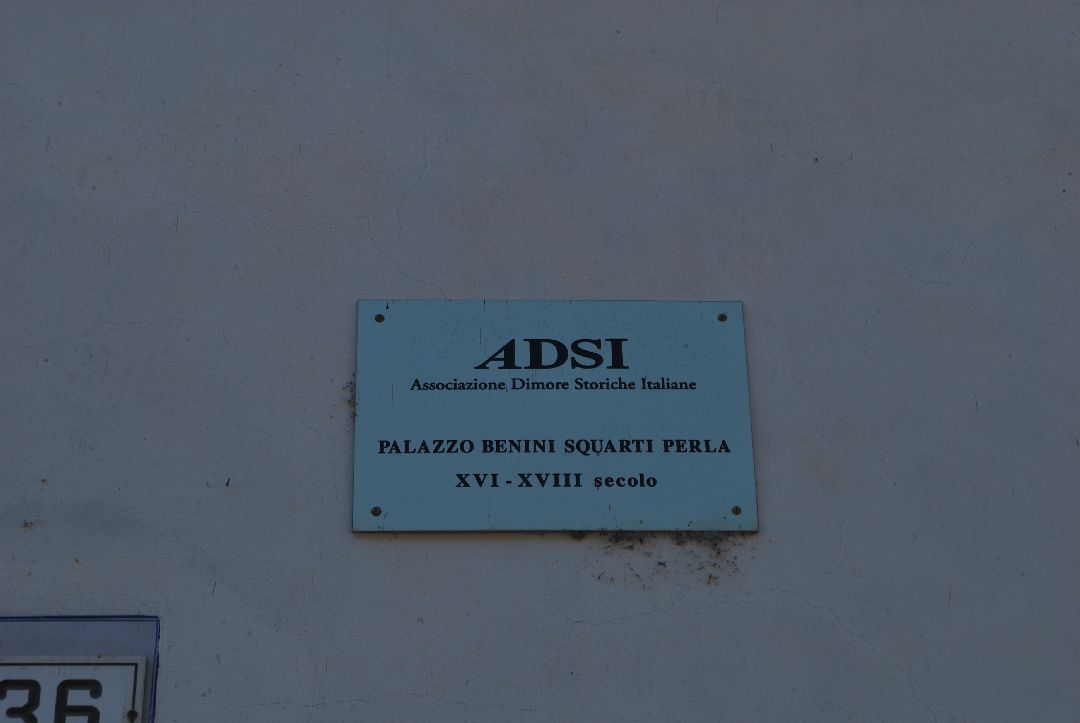 ADSI
Associazione Dimore Storiche Italiane
PALAZZO BENINI SQUARTI PERLA
XVI - XVIII secolo
36